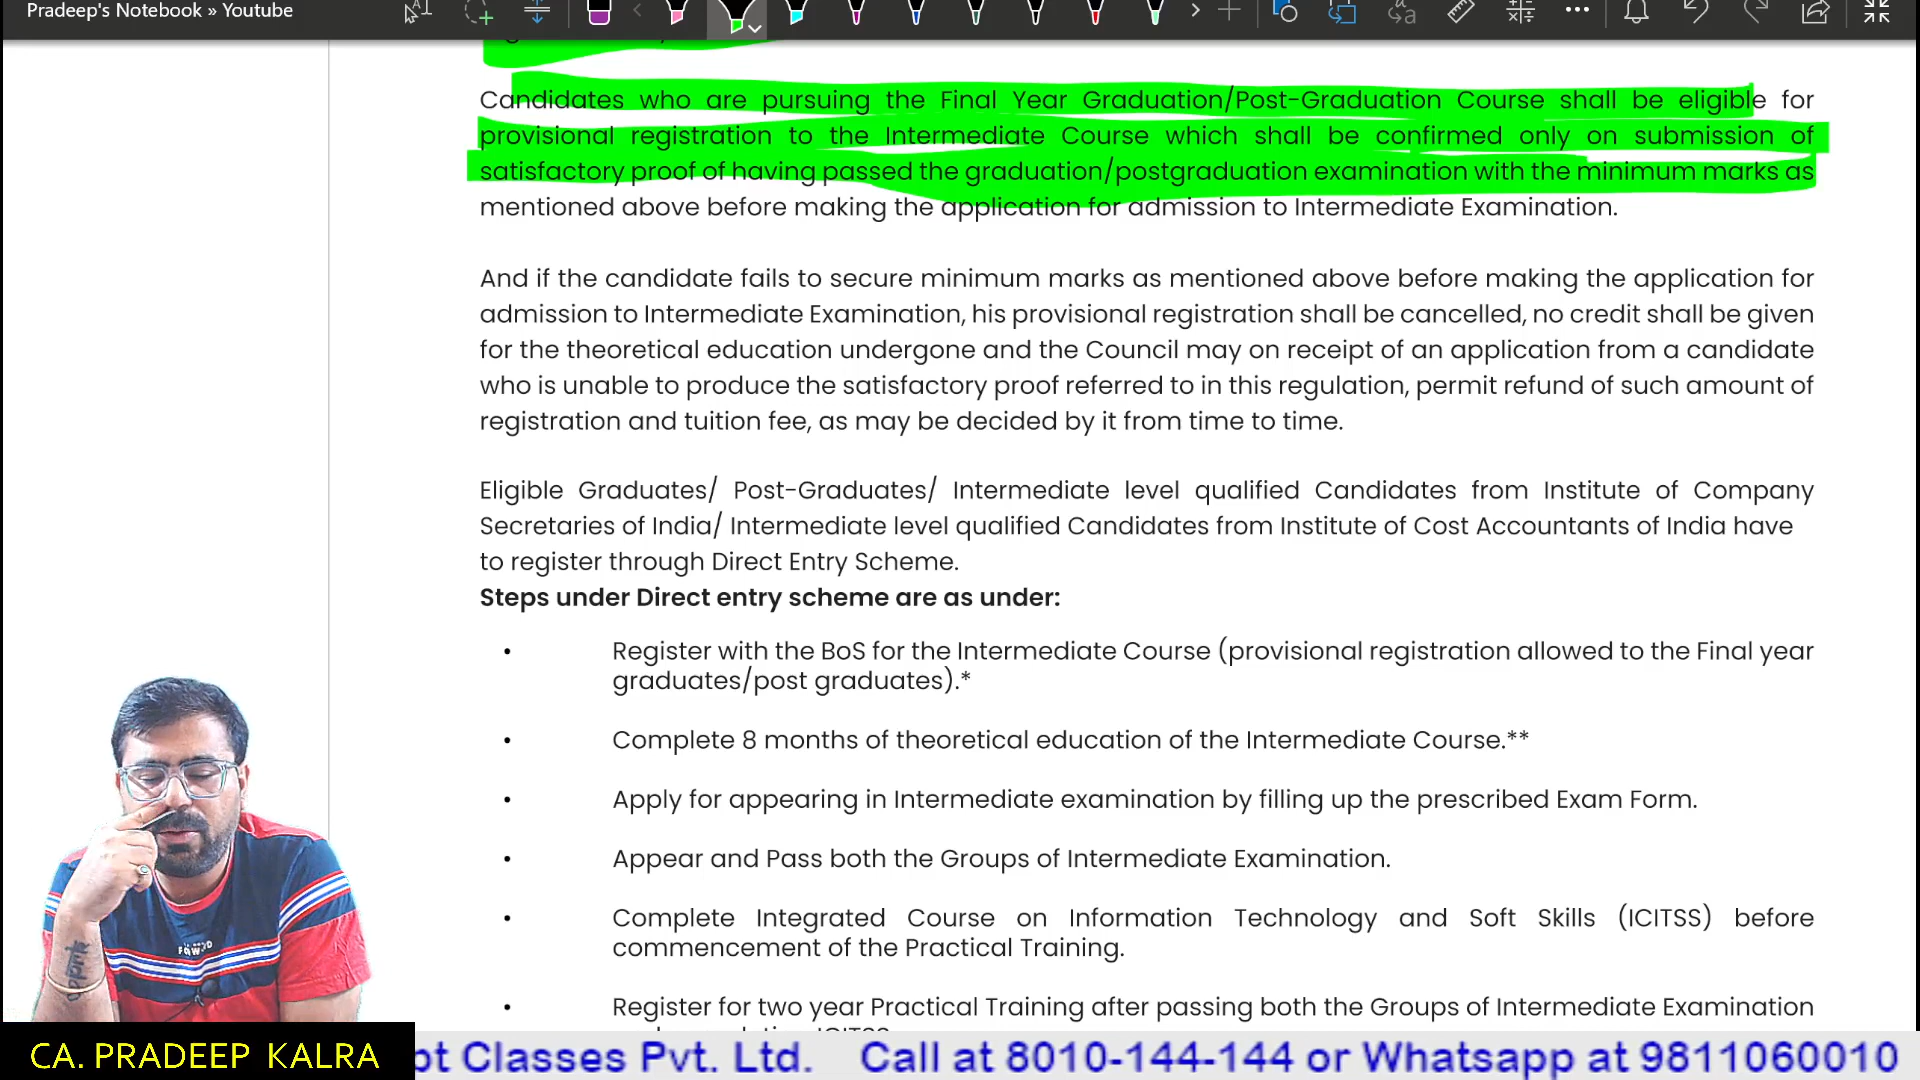 Pradeep's Notebook » Youtube
Candidates who are pursuing the Final Year Graduation/Post-Graduation Course shall be eligible for
provisional registration to the Intermediate Course which shall be confirmed only on submission of
satisfactory proof of having passed the graduation/postgraduation examination with the minimum marks as
mentioned above before making the application for admission to Intermediate Examination.
And if the candidate fails to secure minimum marks as mentioned above before making the application for
admission to Intermediate Examination, his provisional registration shall be cancelled, no credit shall be given
for the theoretical education undergone and the Council may on receipt of an application from a candidate
who is unable to produce the satisfactory proof referred to in this regulation, permit refund of such amount of
registration and tuition fee, as may be decided by it from time to time.
Eligible Graduates/ Post-Graduates/ Intermediate level qualified Candidates from Institute of Company
Secretaries of India/ Intermediate level qualified Candidates from Institute of Cost Accountants of India have
to register through Direct Entry Scheme.
Steps under Direct entry scheme are as under:
• Register with the BoS for the Intermediate Course (provisional registration allowed to the Final year
graduates/post graduates).*
• Complete 8 months of theoretical education of the Intermediate Course.**
• Apply for appearing in Intermediate examination by filling up the prescribed Exam Form.
• Appear and Pass both the Groups of Intermediate Examination.
• Complete Integrated Course on Information Technology and Soft Skills (ICITSS) before
commencement of the Practical Training.
• Register for two year Practical Training after passing both the Groups of Intermediate Examination
CA. PRADEEP KALRA
pt Classes Pvt. Ltd. Call at 8010-144-144 or Whatsapp at 9811060010